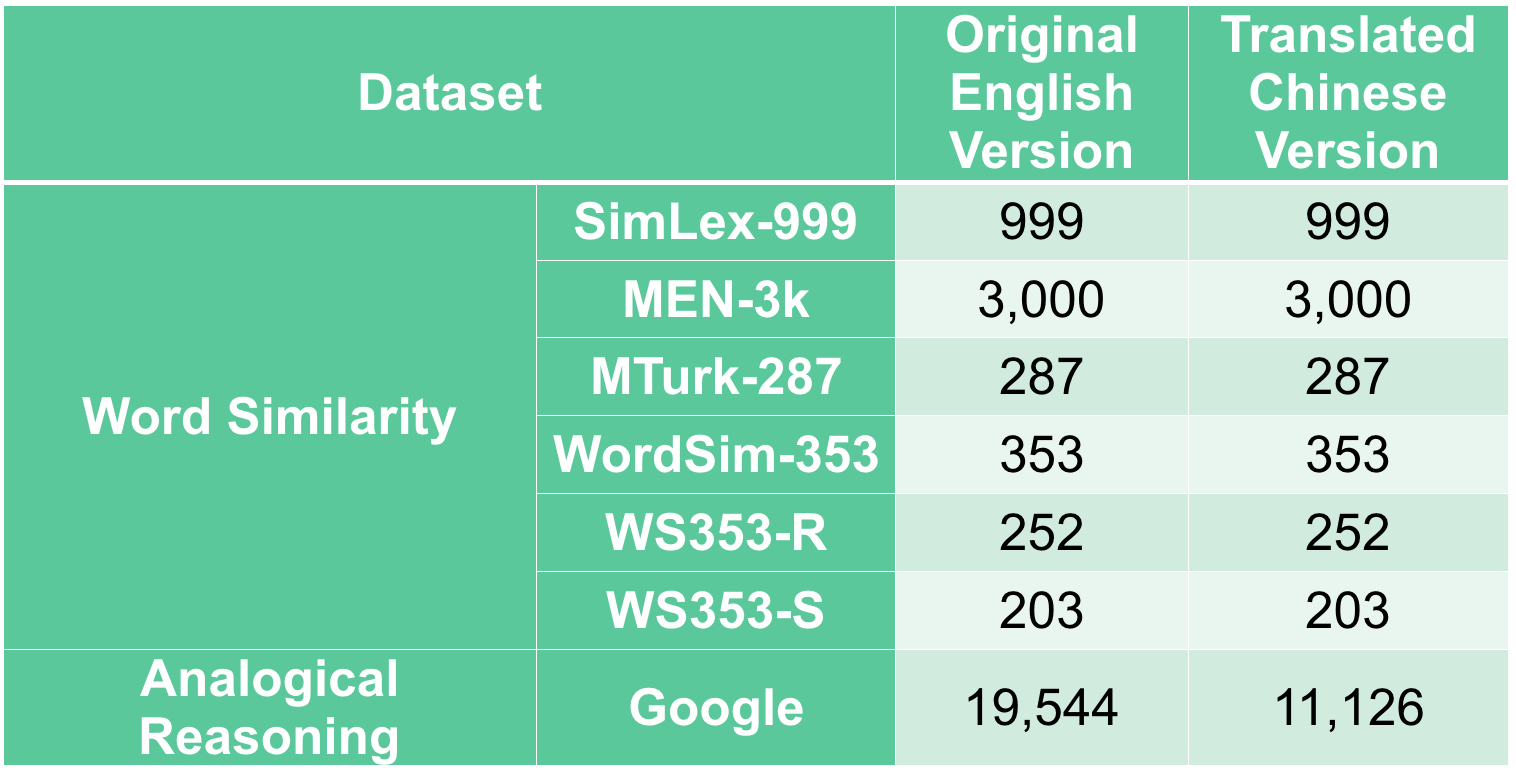 Dataset
Original
English
Version
Translated
Chinese
Version
Word Similarity
SimLex-999
999
999
MEN-3k
3,000
3,000
MTurk-287
287
287
WordSim-353
353
353
WS353-R
252
252
WS353-S
203
203
Analogical
Reasoning
Google
19,544
11,126